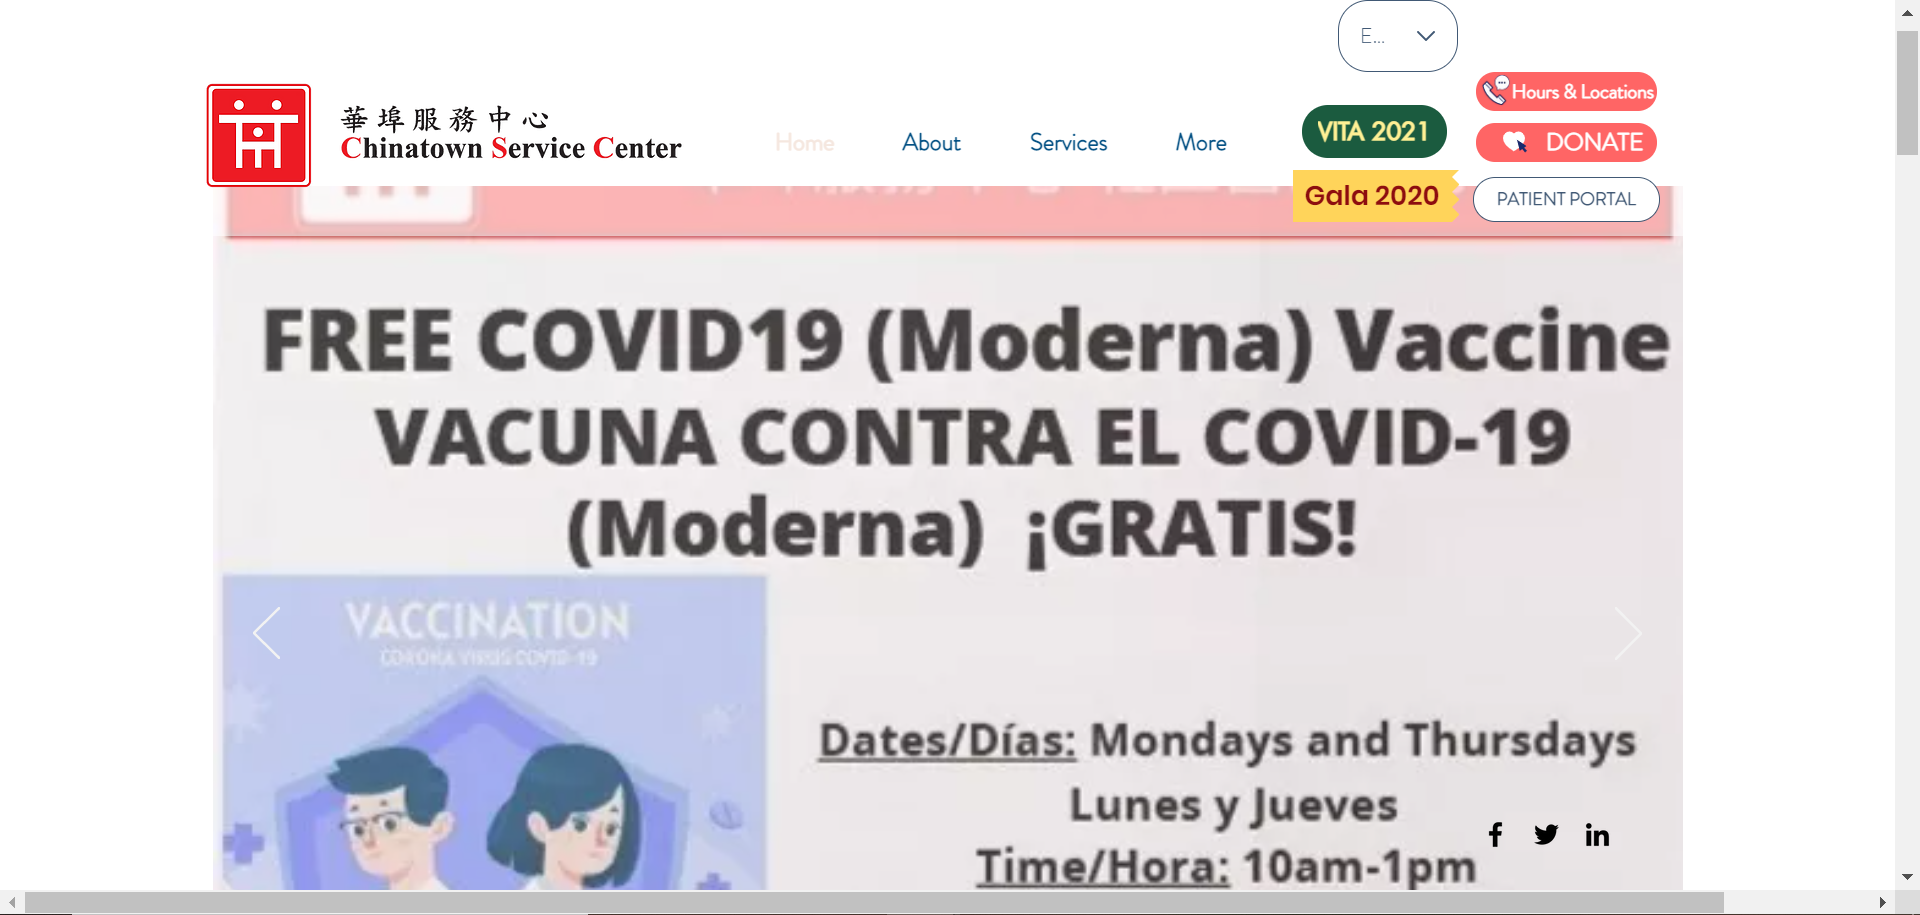 E...
Hours & Locations
華埠服務中心
Chinatown Service Center
Home
About
Services
More
VITA 2021
DONATE
Gala 2020
PATIENT PORTAL
FREE COVID19 (Moderna) Vaccine
VACUNA CONTRA EL COVID-19
(Moderna) ¡GRATIS!
VACCINATION
CORONA VIRUS COVID-19
Dates/Días: Mondays and Thursdays
Lunes y Jueves
Time/Hora: 10am-1pm